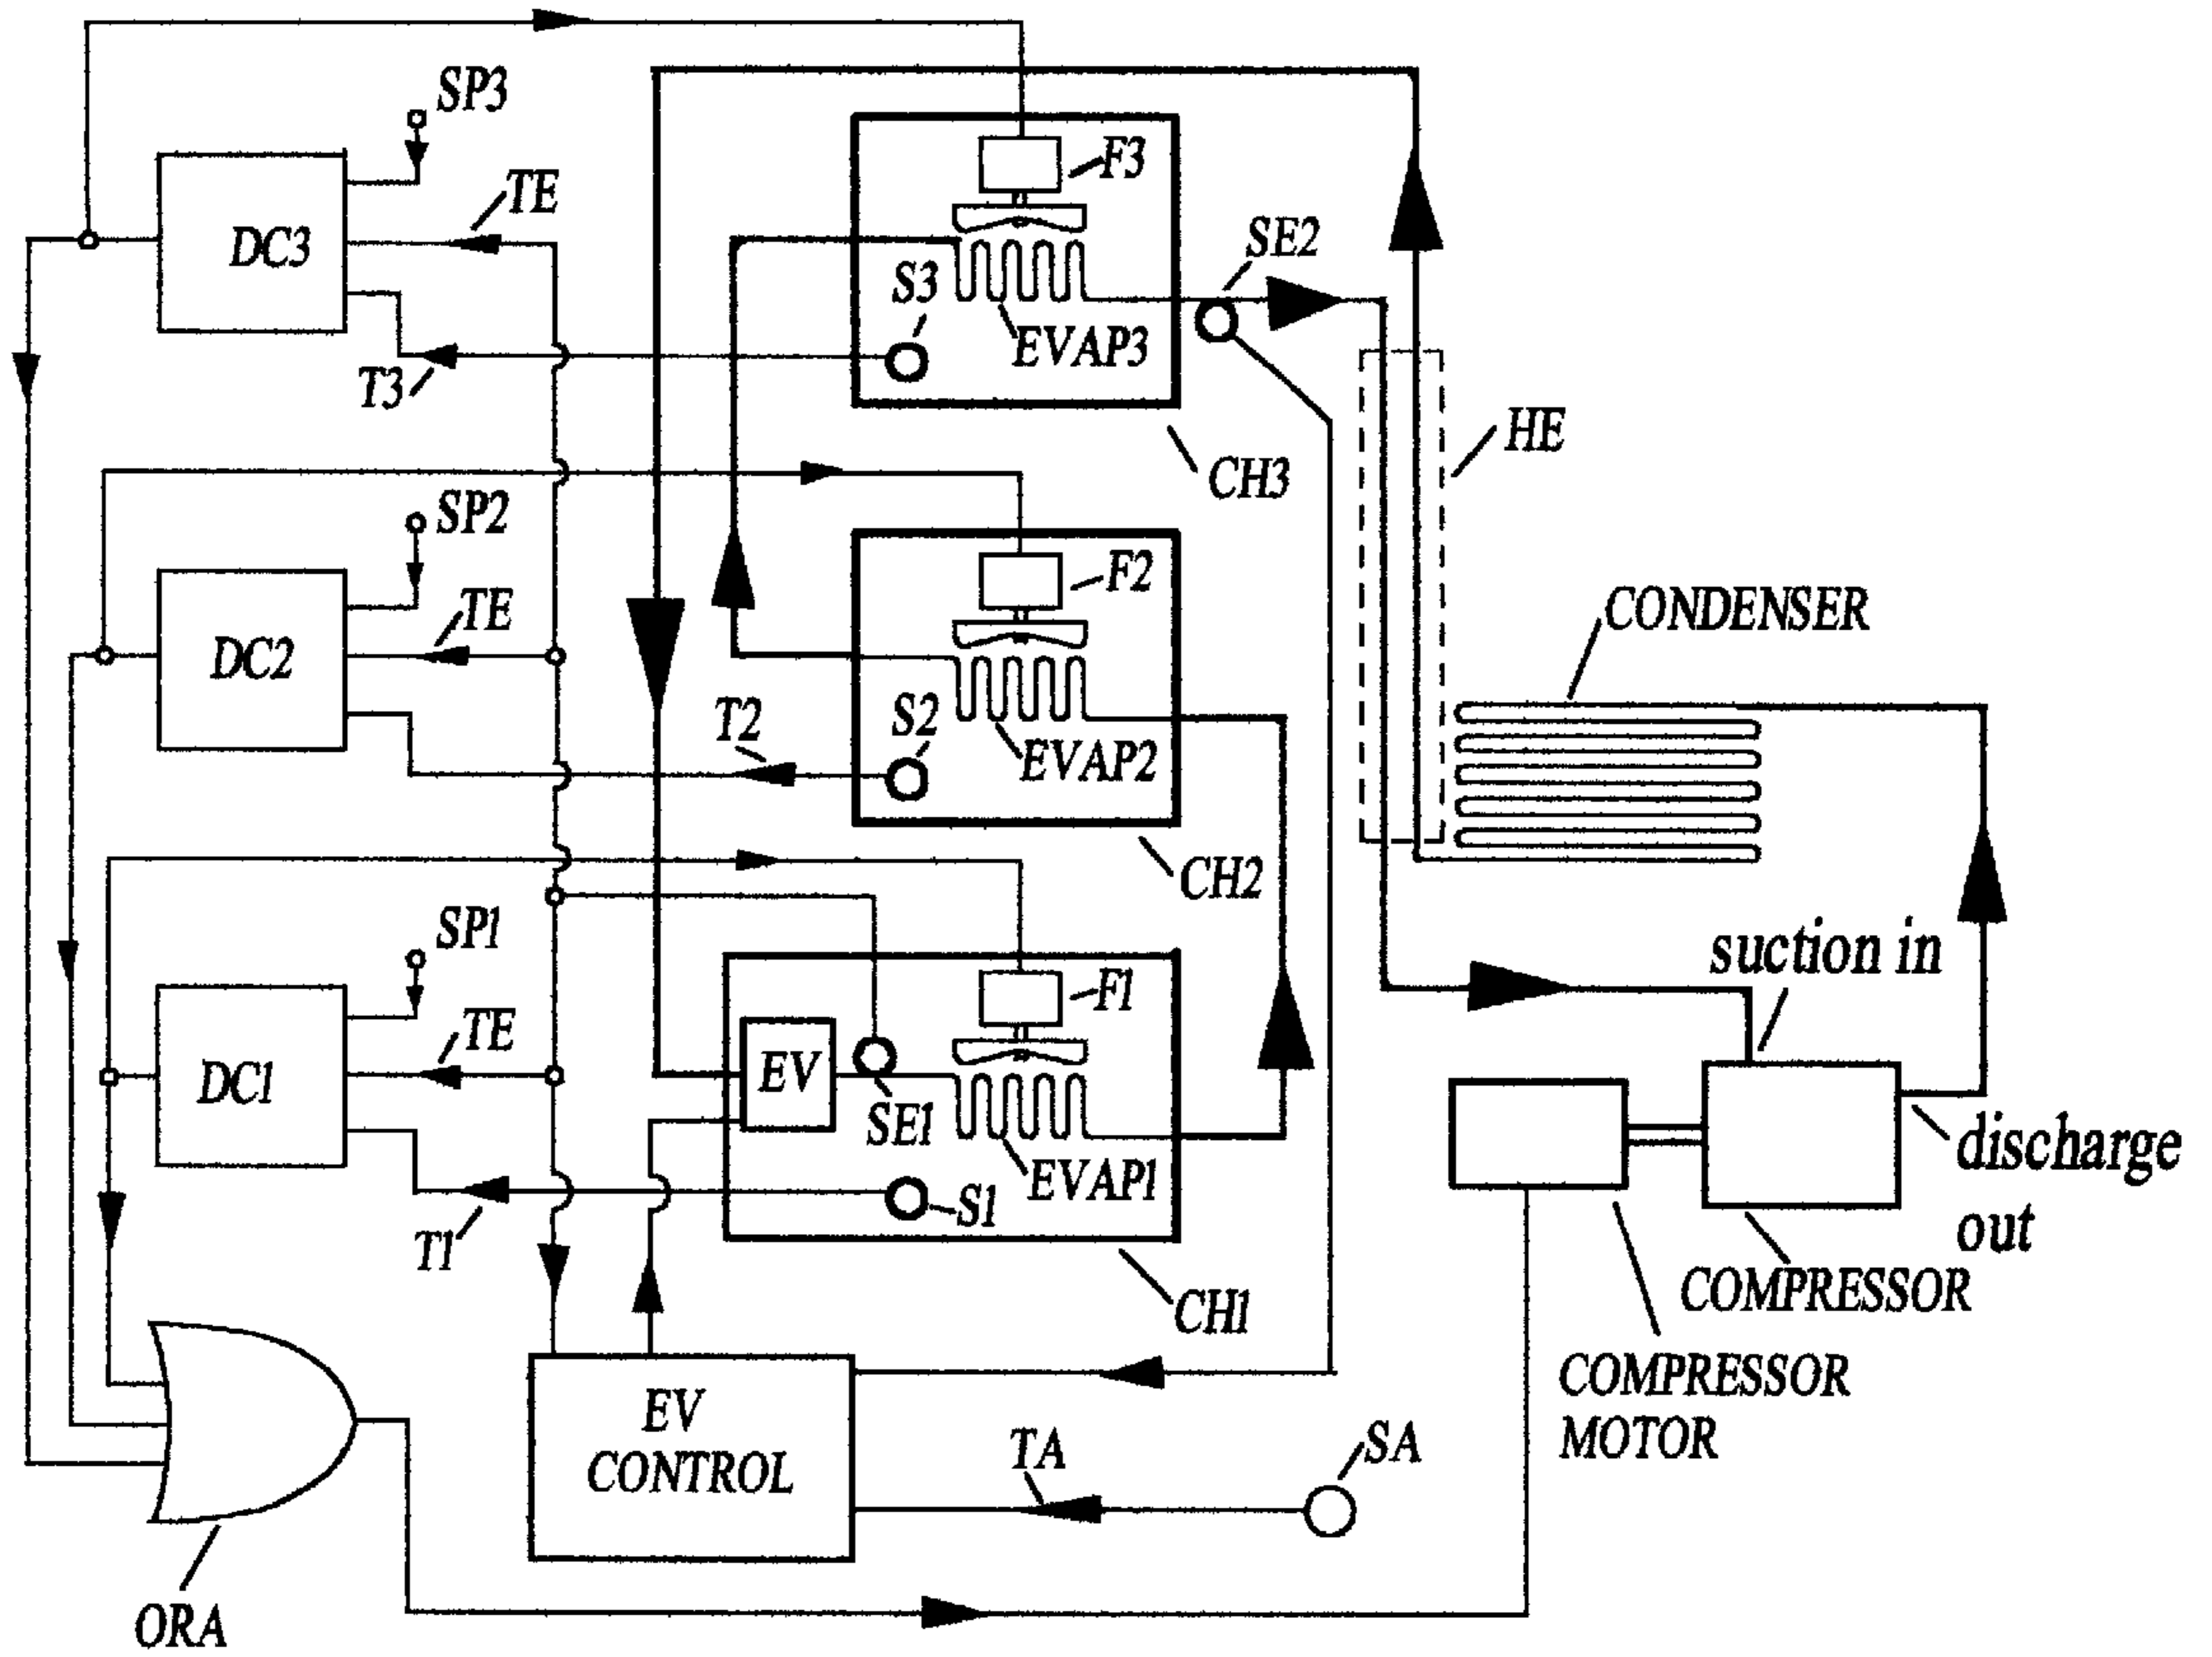 SP3
TE
DC3
T3
F3
S3
EVAP3
SE2
CH3
HE
SP2
TE
DC2
T2
F2
S2
EVAP2
CH2
CONDENSER
SP1
TE
DC1
T1
EV
SE1
F1
EVAP1
S1
CH1
suction in
discharge
out
COMPRESSOR
COMPRESSOR
MOTOR
EV
CONTROL
TA
SA
ORA